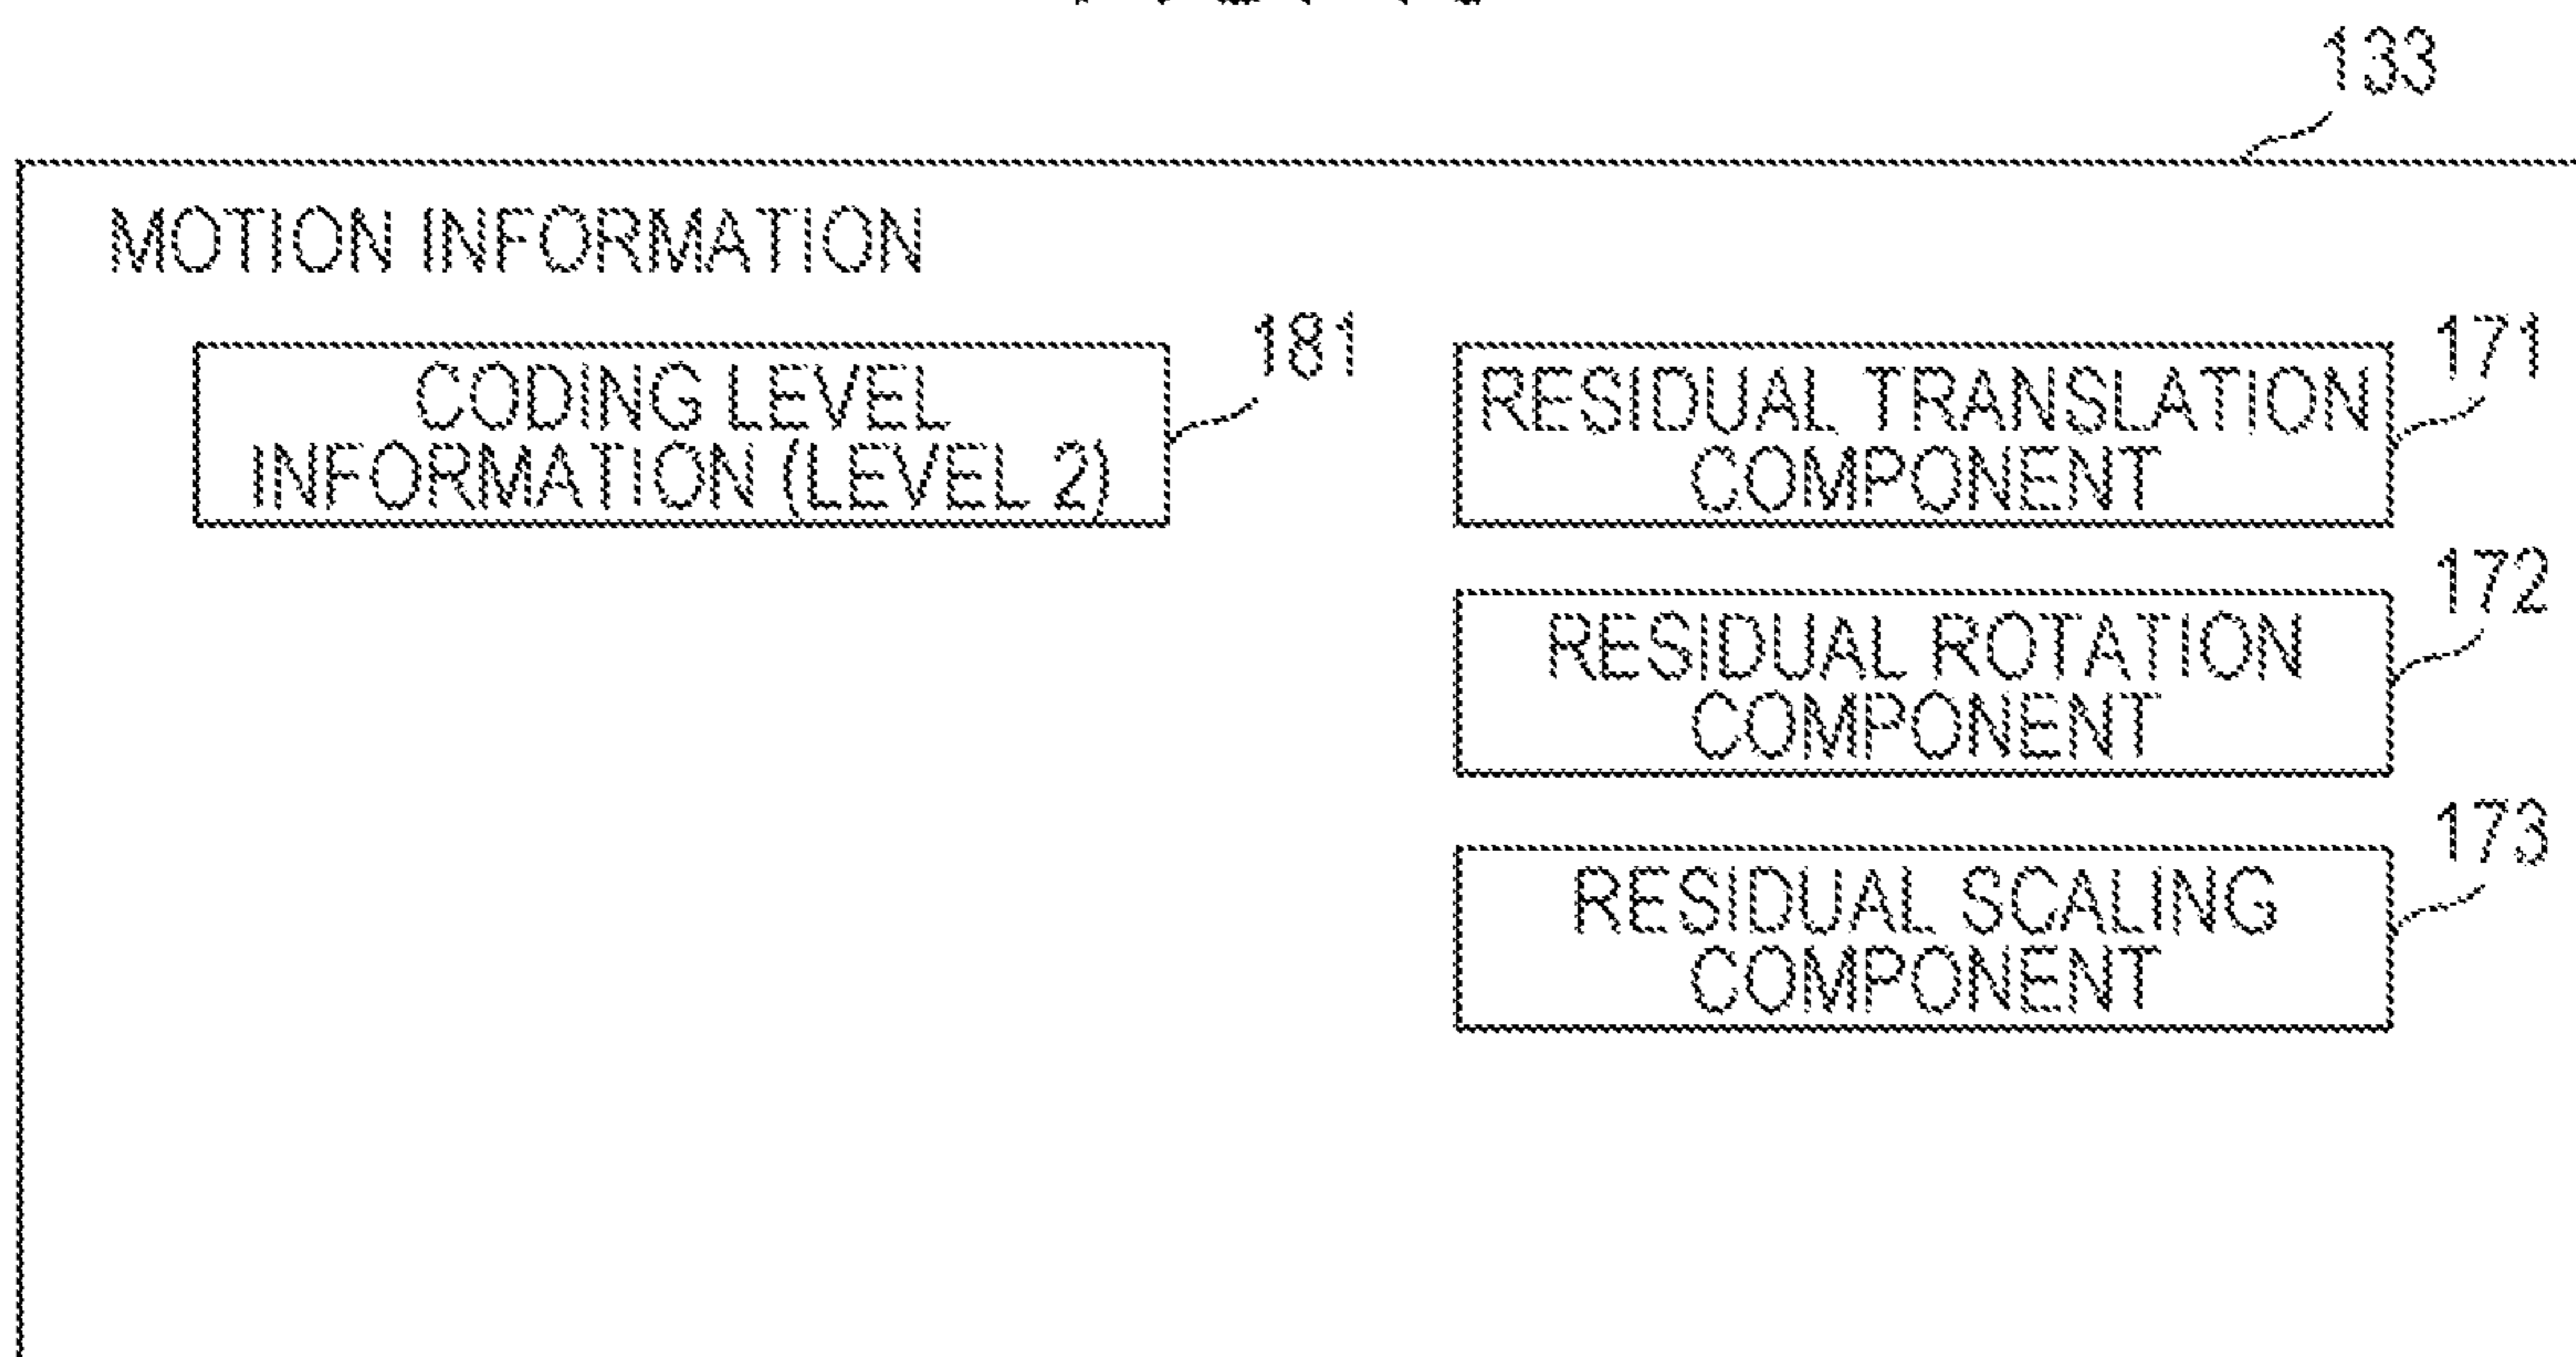 133
MOTION INFORMATION
CODING LEVEL
INFORMATION (LEVEL 2)
181
RESIDUAL TRANSLATION
COMPONENT
171
RESIDUAL ROTATION
COMPONENT
172
RESIDUAL SCALING
COMPONENT
173